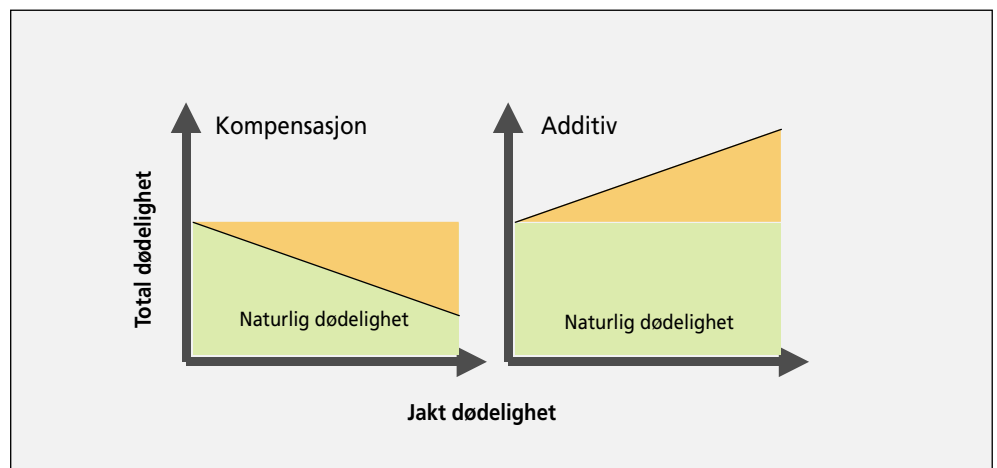 Kompensasjon
Additiv
Total dødelighet
Naturlig dødelighet
Naturlig dødelighet
Jakt dødelighet